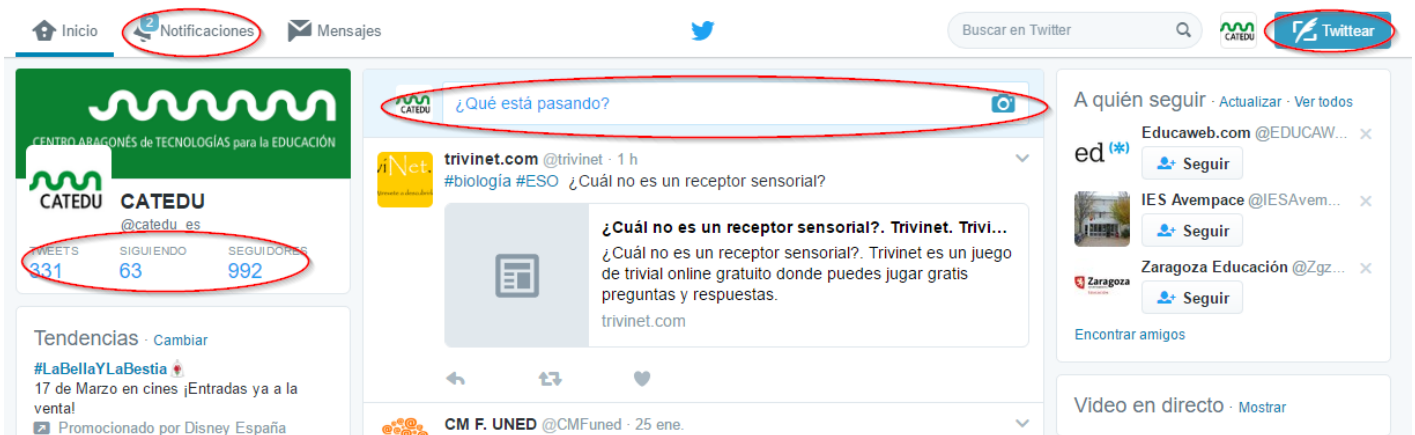 Inicio
2
Notificaciones
Mensajes
Buscar en Twitter
CATEDU
Twittear
CENTRO ARAGONÉS de TECNOLOGÍAS para la EDUCACIÓN
CATEDU
CATEDU
@catedu_es
TWEETS SIGUIENDO SEGUIDORES
331 63 992
Tendencias · Cambiar
#LaBellaYLaBestia
17 de Marzo en cines ¡Entradas ya a la
venta!
Promocionado por Disney España
CATEDU
¿Qué está pasando?
viNet.
trivinet.com @trivinet · 1 h
#biología #ESO ¿Cuál no es un receptor sensorial?
¿Cuál no es un receptor sensorial?. Trivinet. Trivi...
¿Cuál no es un receptor sensorial?. Trivinet es un juego
de trivial online gratuito donde puedes jugar gratis
preguntas y respuestas.
trivinet.com
CM F. UNED @CMFuned · 25 ene.
A quién seguir · Actualizar · Ver todos
ed (*)
Educaweb.com @EDUCAW...
Seguir
IES Avempace @IESAvem...
Seguir
Zaragoza
Zaragoza Educación @Zgz...
Seguir
Encontrar amigos
Video en directo · Mostrar